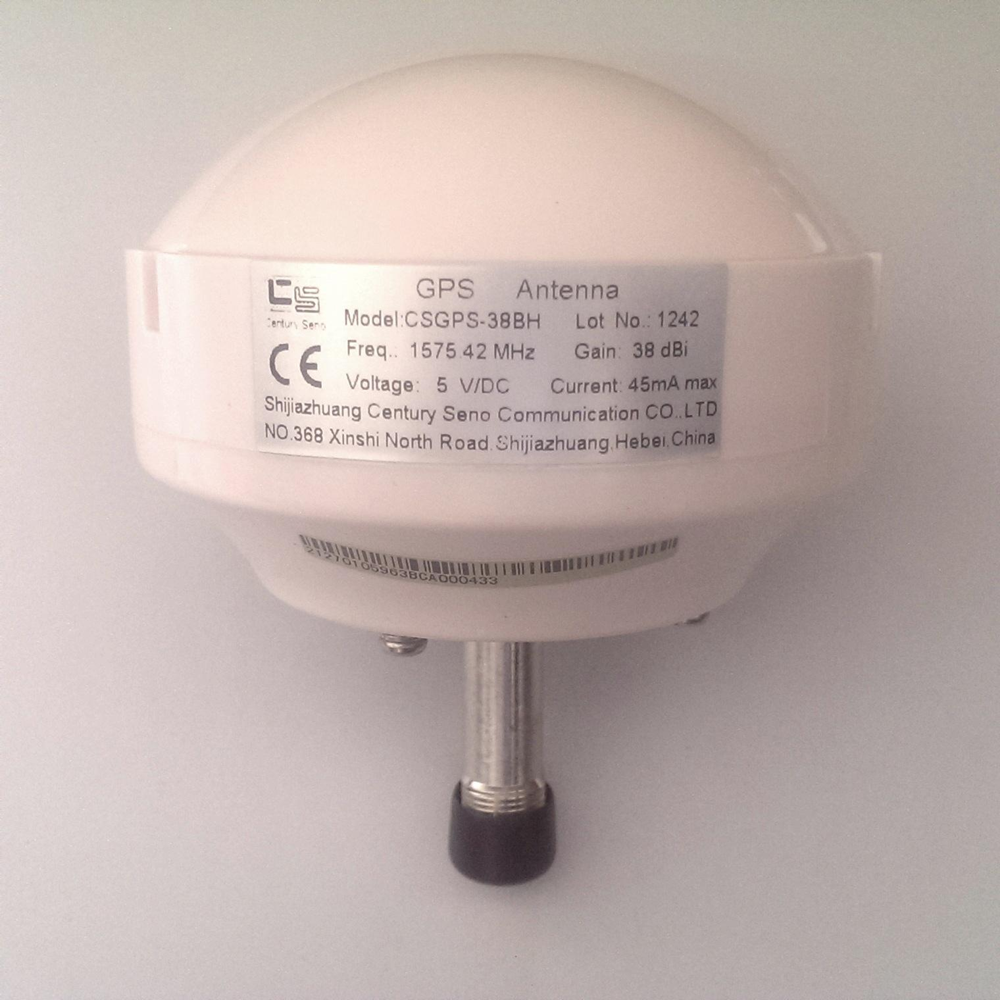 GPS Antenna
CS
Century Seno
Model:CSGPS-38BH Lot No.: 1242
CE
Freq.: 1575.42 MHz Gain: 38 dBi
Voltage: 5 V/DC Current: 45mA max
Shijiazhuang Century Seno Communication CO.,LTD
NO.368 Xinshi North Road,Shijiazhuang,Hebei,China
21270105963BCA000433